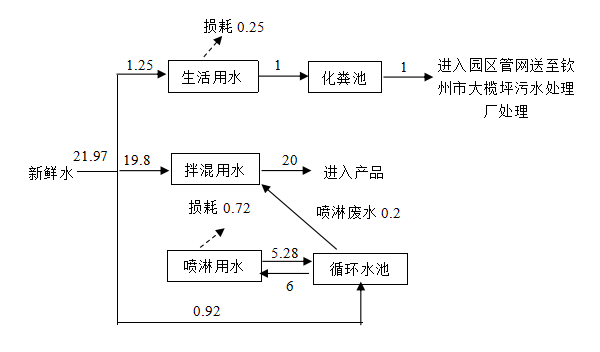 损耗 0.25
1.25
生活用水
1
化粪池
1
进入园区管网送至钦
州市大榄坪污水处理
厂处理
21.97
新鲜水
19.8
拌混用水
20
进入产品
损耗 0.72
喷淋废水 0.2
喷淋用水
5.28
6
循环水池
0.92